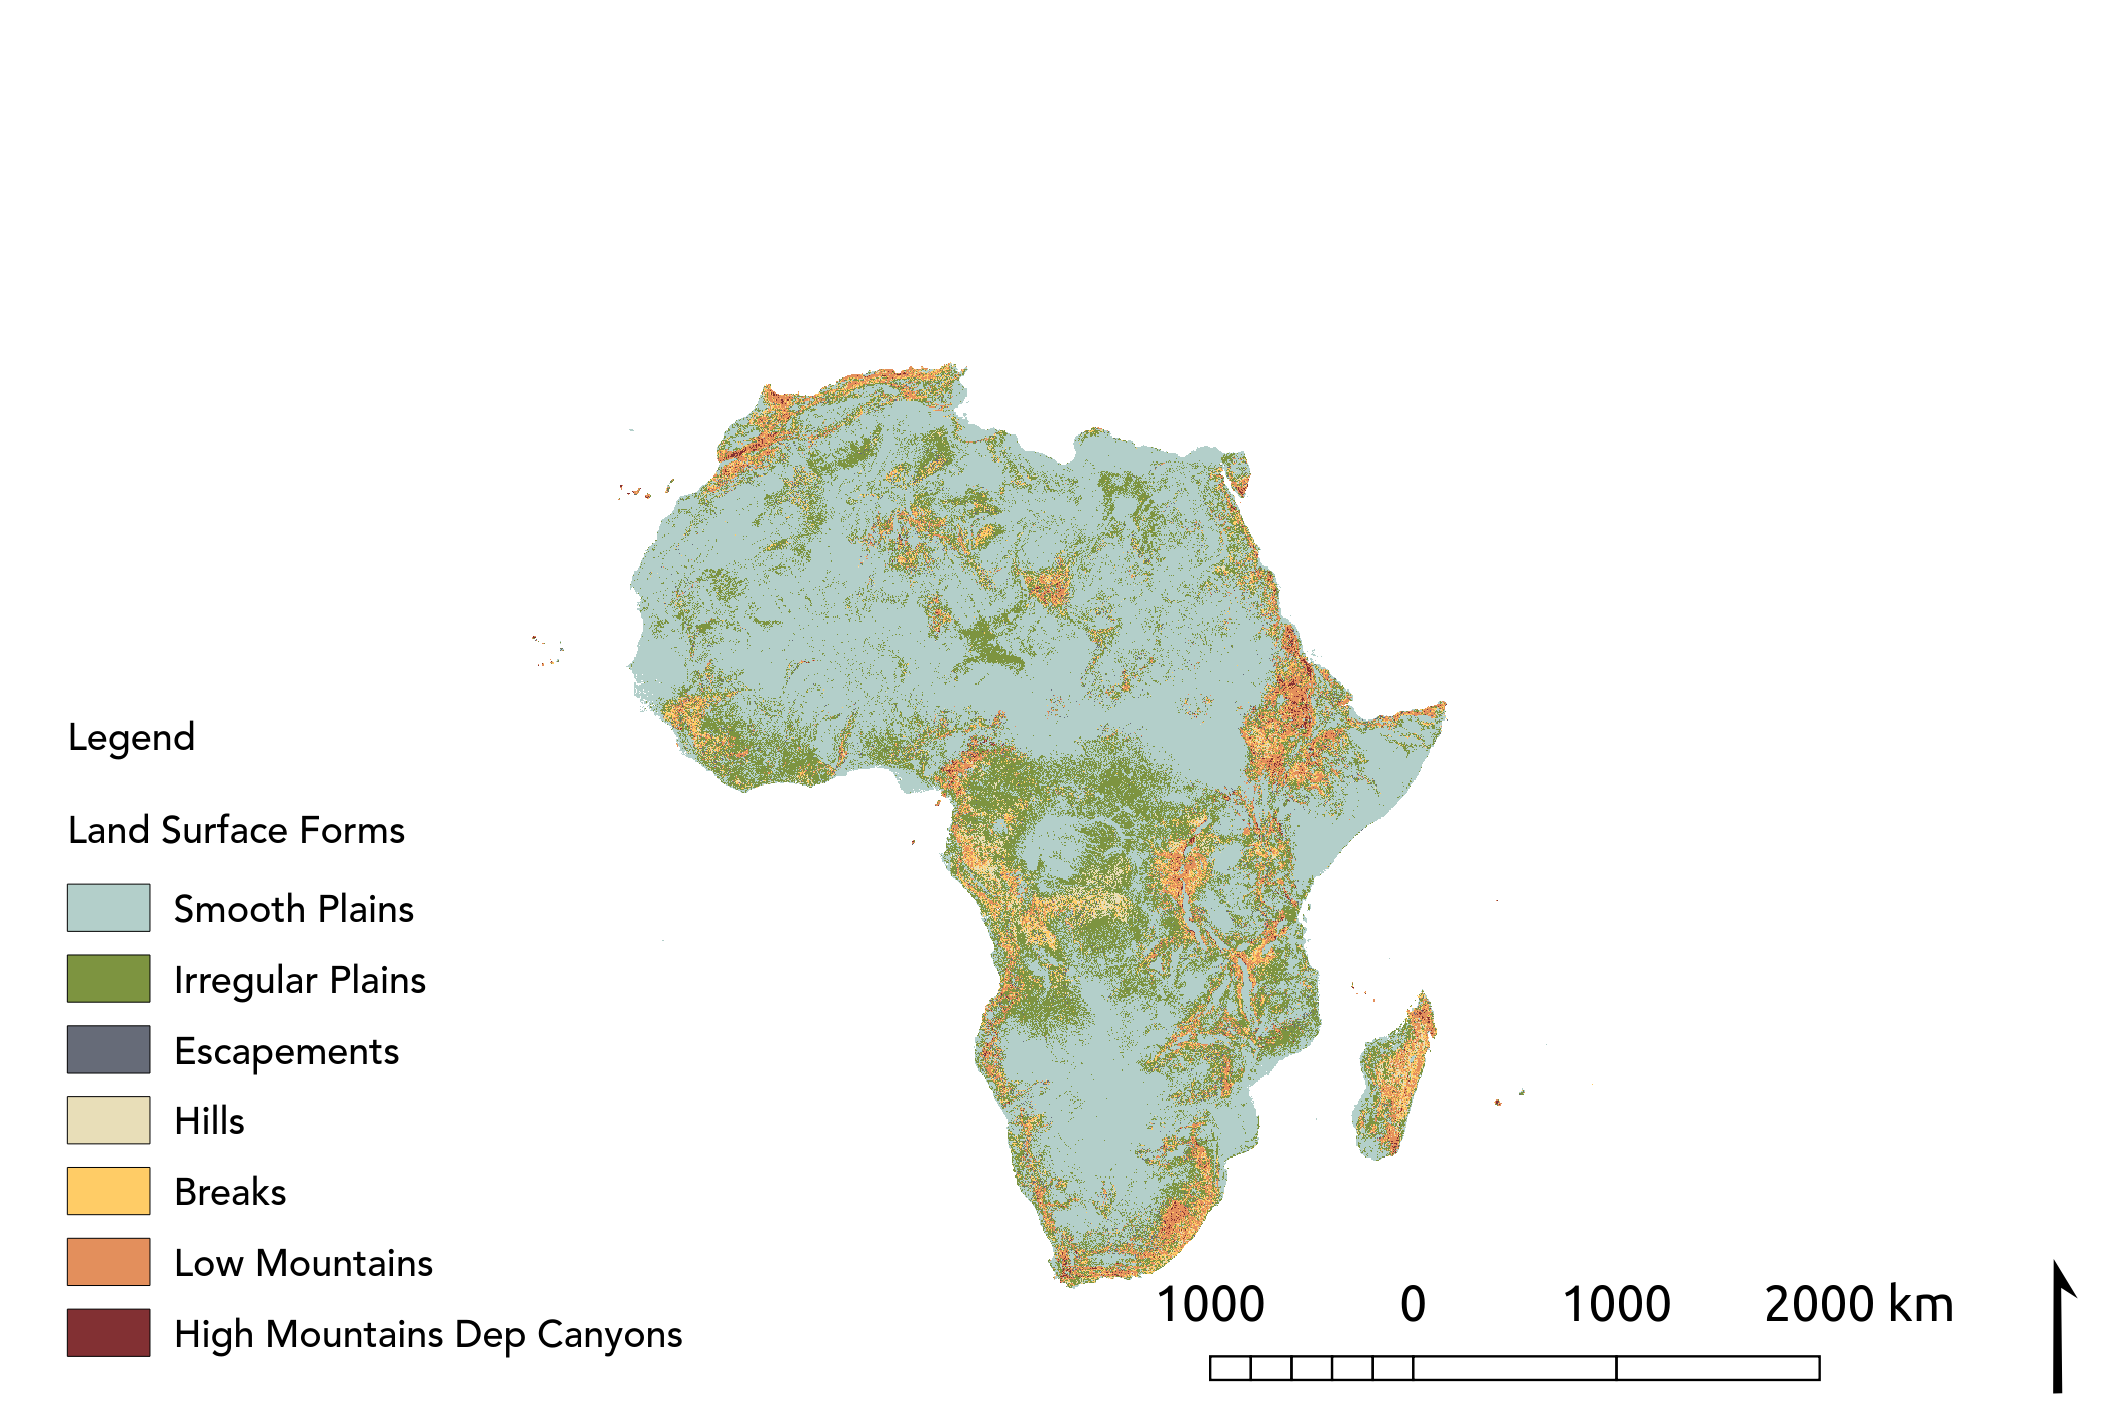 Legend
Land Surface Forms
Smooth Plains
Irregular Plains
Escapements
Hills
Breaks
Low Mountains
High Mountains Dep Canyons
1000 0 1000 2000 km